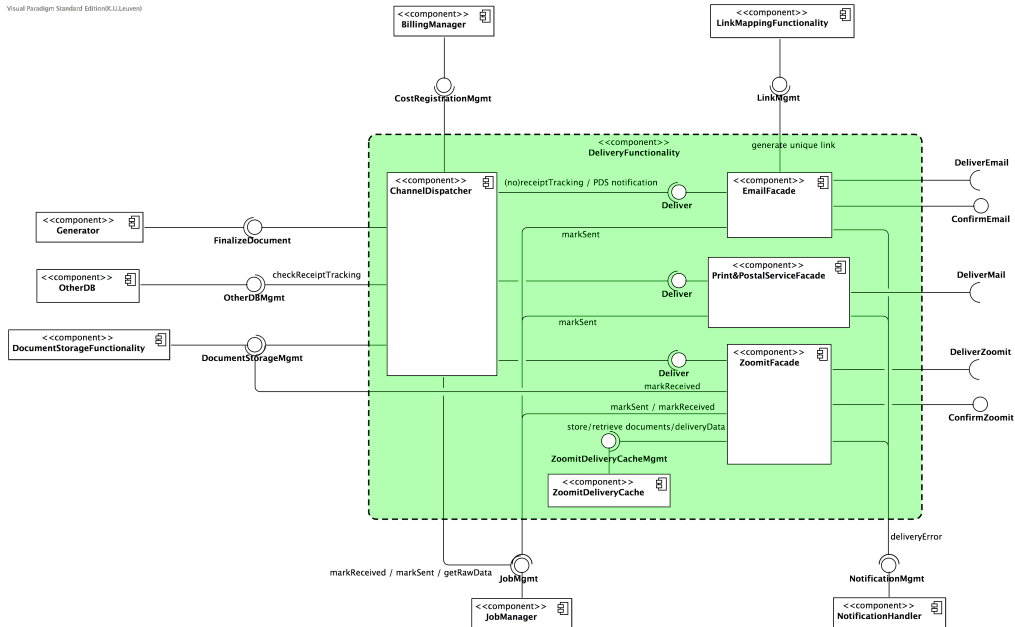 Visual Paradigm Standard Edition(K.U.Leuven)
<<component>>
BillingManager
<<component>>
LinkMappingFunctionality
CostRegistrationMgmt
LinkMgmt
<<component>>
DeliveryFunctionality
generate unique link
<<component>>
ChannelDispatcher
(no)receiptTracking / PDS notification
Deliver
<<component>>
EmailFacade
DeliverEmail
ConfirmEmail
<<component>>
Generator
FinalizeDocument
markSent
<<component>>
OtherDB
checkReceiptTracking
OtherDBMgmt
Deliver
<<component>>
Print&PostalServiceFacade
DeliverMail
markSent
<<component>>
DocumentStorageFunctionality
DocumentStorageMgmt
Deliver
<<component>>
ZoomitFacade
DeliverZoomit
markReceived
markSent / markReceived
ConfirmZoomit
store/retrieve documents/deliveryData
ZoomitDeliveryCacheMgmt
<<component>>
ZoomitDeliveryCache
deliveryError
markReceived / markSent / getRawData
JobMgmt
NotificationMgmt
<<component>>
JobManager
<<component>>
NotificationHandler